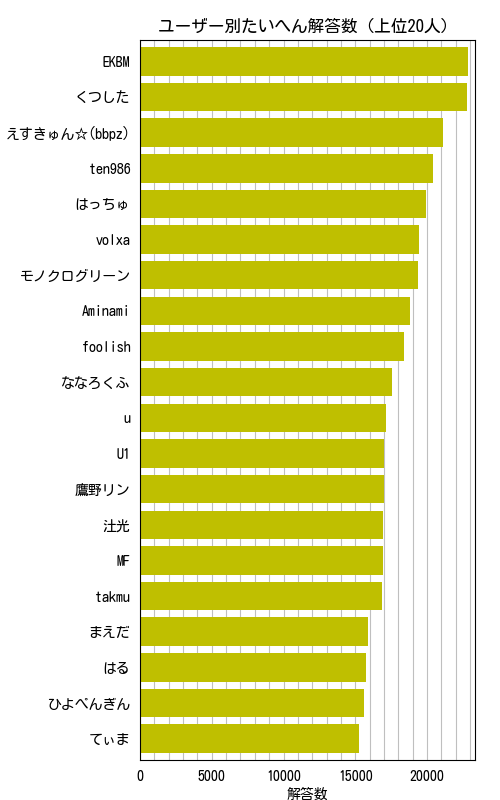 ユーザー別たいへん解答数 (上位20人)
EKBM
くつした
えすきゅん☆(bbpz)
ten986
はっちゅ
volxa
モノクログリーン
Aminami
foolish
ななろくふ
u
U1
鷹野リン
汢光
MF
takmu
まえだ
はる
ひよぺんぎん
てぃま
0 5000 10000 15000 20000
解答数